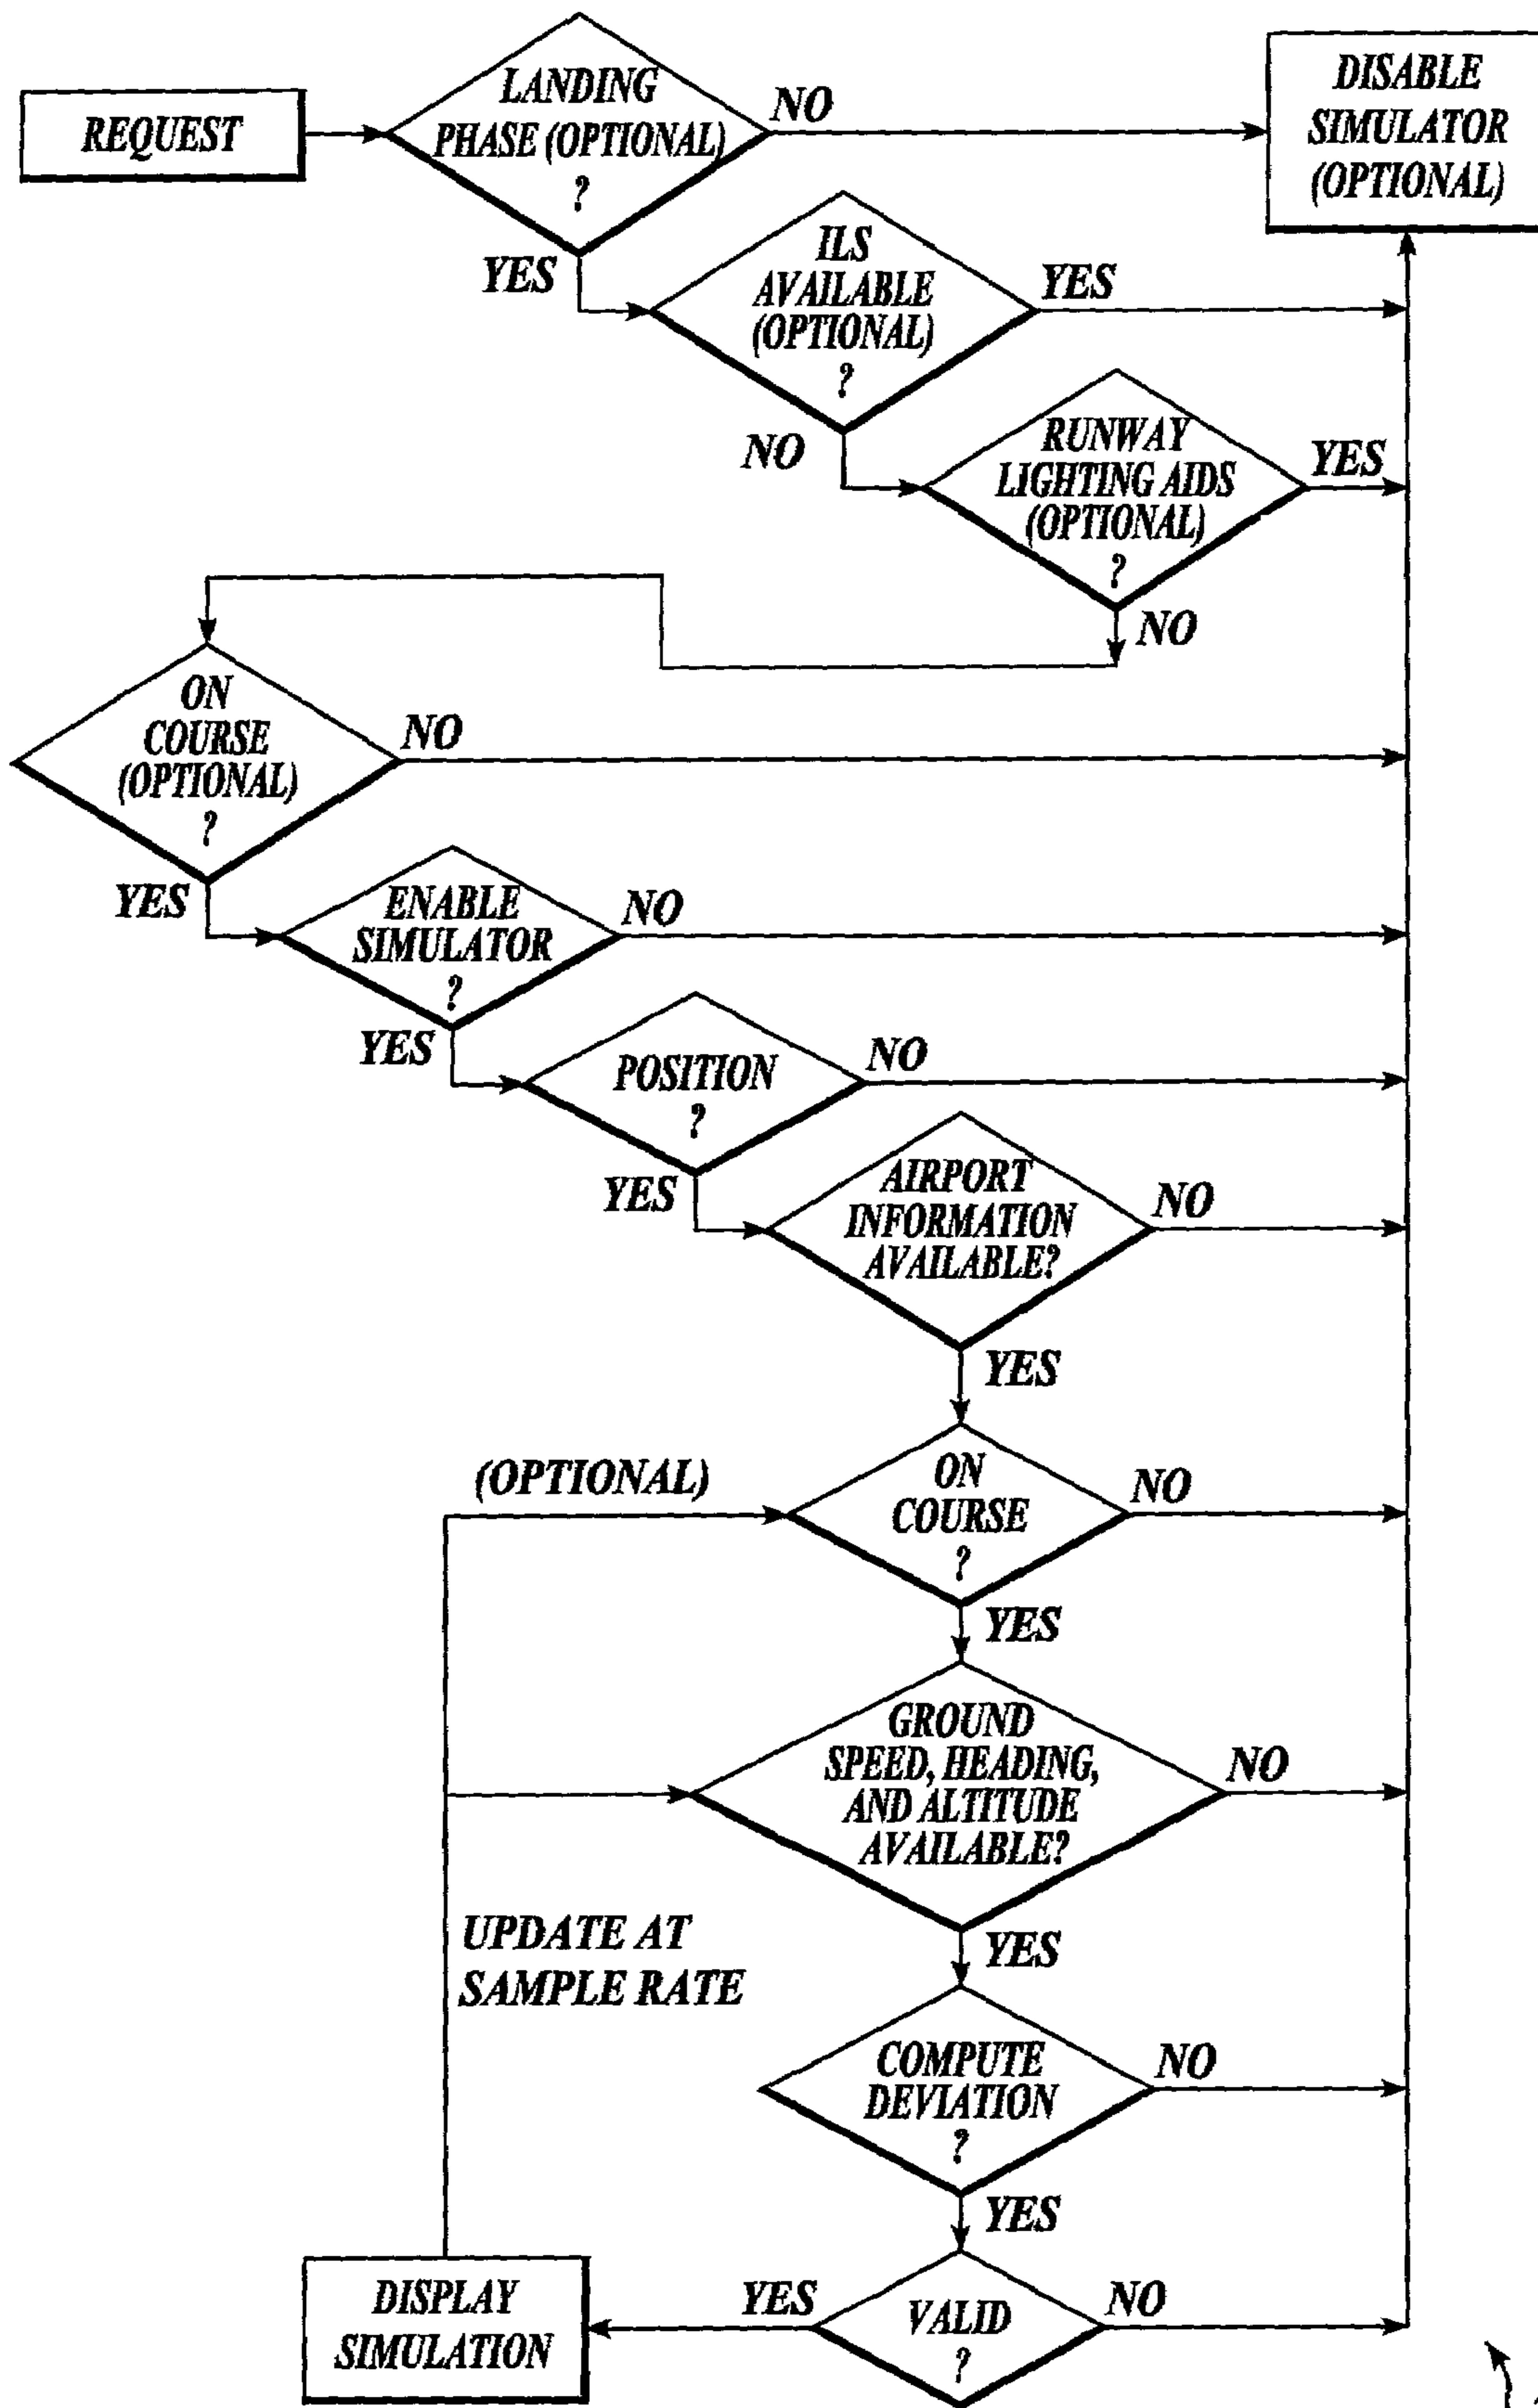 REQUEST
LANDING
PHASE (OPTIONAL)
?
NO
YES
DISABLE
SIMULATOR
(OPTIONAL)
ILS
AVAILABLE
(OPTIONAL)
?
YES
NO
RUNWAY
LIGHTING AIDS
(OPTIONAL)
?
YES
NO
ON
COURSE
(OPTIONAL)
?
NO
YES
ENABLE
SIMULATOR
?
NO
YES
POSITION
?
NO
YES
AIRPORT
INFORMATION
AVAILABLE?
NO
YES
(OPTIONAL)
ON
COURSE
?
NO
YES
GROUND
SPEED, HEADING,
AND ALTITUDE
AVAILABLE?
NO
YES
UPDATE AT
SAMPLE RATE
COMPUTE
DEVIATION
?
NO
YES
VALID
?
NO
YES
DISPLAY
SIMULATION